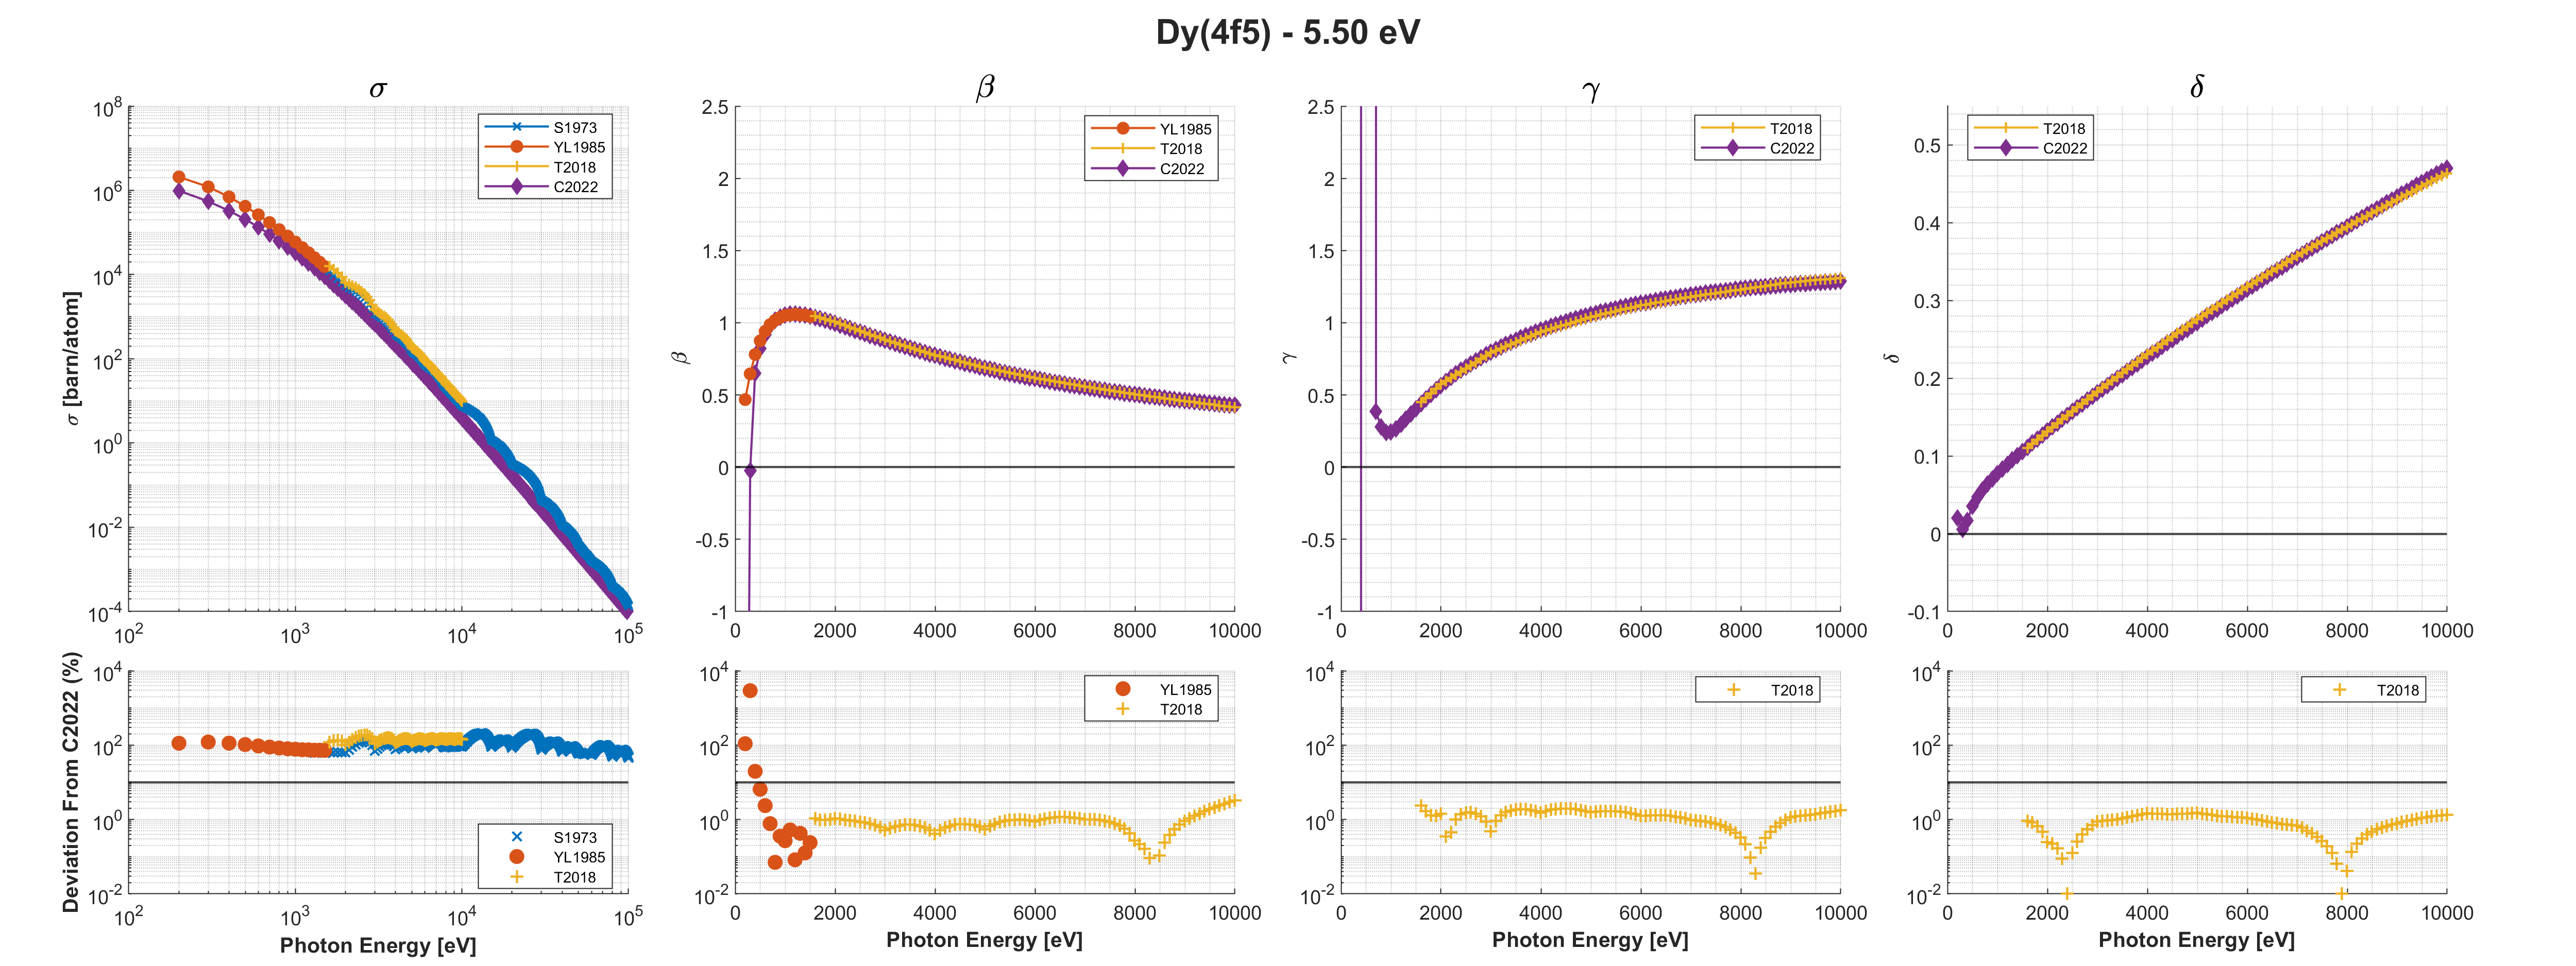 Dy(4f5) - 5.50 eV
σ
10^8
10^6
10^4
10^2
10^0
10^-2
10^-4
σ [barn/atom]
10^2
10^3
10^4
10^5
S1973
YL1985
T2018
C2022
β
2.5
2
1.5
1
0.5
0
-0.5
-1
β
0
2000
4000
6000
8000
10000
YL1985
T2018
C2022
γ
2.5
2
1.5
1
0.5
0
-0.5
-1
γ
0
2000
4000
6000
8000
10000
T2018
C2022
δ
0.5
0.4
0.3
0.2
0.1
0
-0.1
δ
0
2000
4000
6000
8000
10000
T2018
C2022
Deviation From C2022 (%)
10^4
10^2
10^0
10^-2
10^2
10^3
10^4
10^5
S1973
YL1985
T2018
Photon Energy [eV]
10^4
10^2
10^0
10^-2
0
2000
4000
6000
8000
10000
YL1985
T2018
Photon Energy [eV]
10^4
10^2
10^0
10^-2
0
2000
4000
6000
8000
10000
T2018
Photon Energy [eV]
10^4
10^2
10^0
10^-2
0
2000
4000
6000
8000
10000
T2018
Photon Energy [eV]